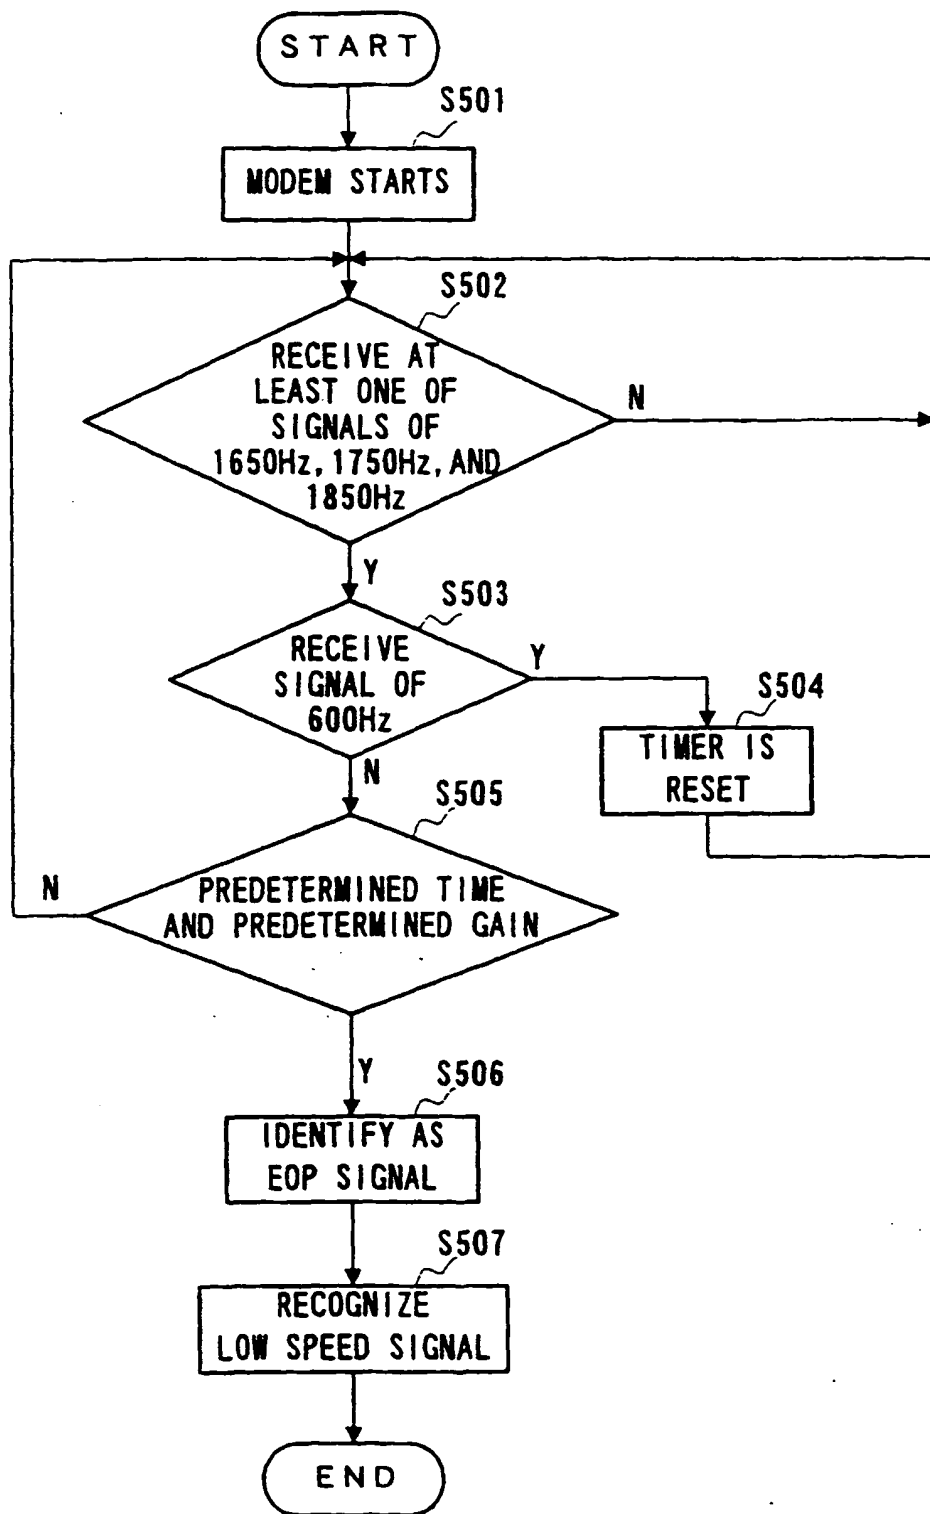 START
S501
MODEM STARTS
S502
RECEIVE AT
LEAST ONE OF
SIGNALS OF
1650Hz, 1750Hz, AND
1850Hz
N
Y
S503
RECEIVE
SIGNAL OF
600Hz
Y
S504
TIMER IS
RESET
N
S505
PREDETERMINED TIME
AND PREDETERMINED GAIN
N
Y
S506
IDENTIFY AS
EOP SIGNAL
S507
RECOGNIZE
LOW SPEED SIGNAL
END